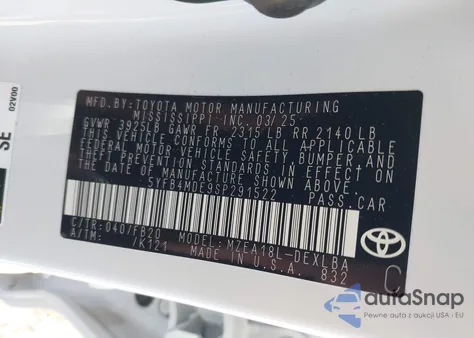 02V00
SE
MFD. BY: TOYOTA MOTOR MANUFACTURING
MISSISSIPPI INC. 03/25
GVWR 3925LB GAWR FR 2315 LB RR 2140 LB
THIS VEHICLE CONFORMS TO ALL APPLICABLE
FEDERAL MOTOR VEHICLE SAFETY, BUMPER, AND
THEFT PREVENTION STANDARDS IN EFFECT ON
THE DATE OF MANUFACTURE SHOWN ABOVE.
5YFB4MDE9SP291522 PASS.CAR
C/TR: 040/FB20 MODEL: MZEA18L-DEXLBA
A/TM: /K121 MADE IN U.S.A. 832
TOYOTA
C
autoSnap
Pewne auto z aukcji z USA i EU